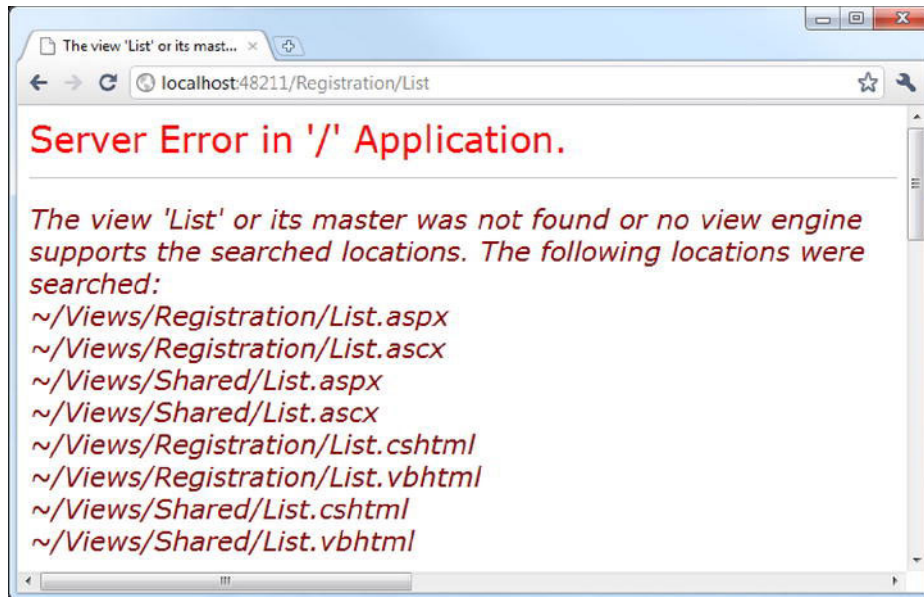 The view 'List' or its mast...
localhost:48211/Registration/List
Server Error in '/' Application.
The view 'List' or its master was not found or no view engine
supports the searched locations. The following locations were
searched:
~/Views/Registration/List.aspx
~/Views/Registration/List.ascx
~/Views/Shared/List.aspx
~/Views/Shared/List.ascx
~/Views/Registration/List.cshtml
~/Views/Registration/List.vbhtml
~/Views/Shared/List.cshtml
~/Views/Shared/List.vbhtml